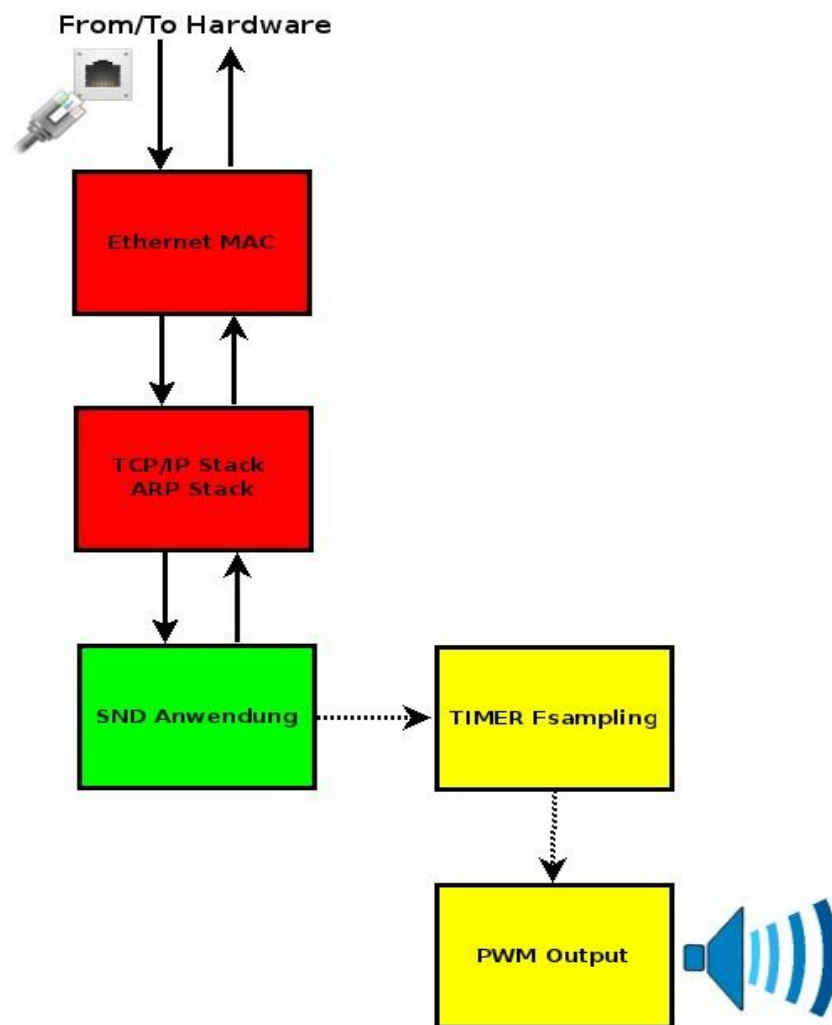 From/To Hardware
Ethernet MAC
TCP/IP Stack
ARP Stack
SND Anwendung
TIMER Fsampling
PWM Output